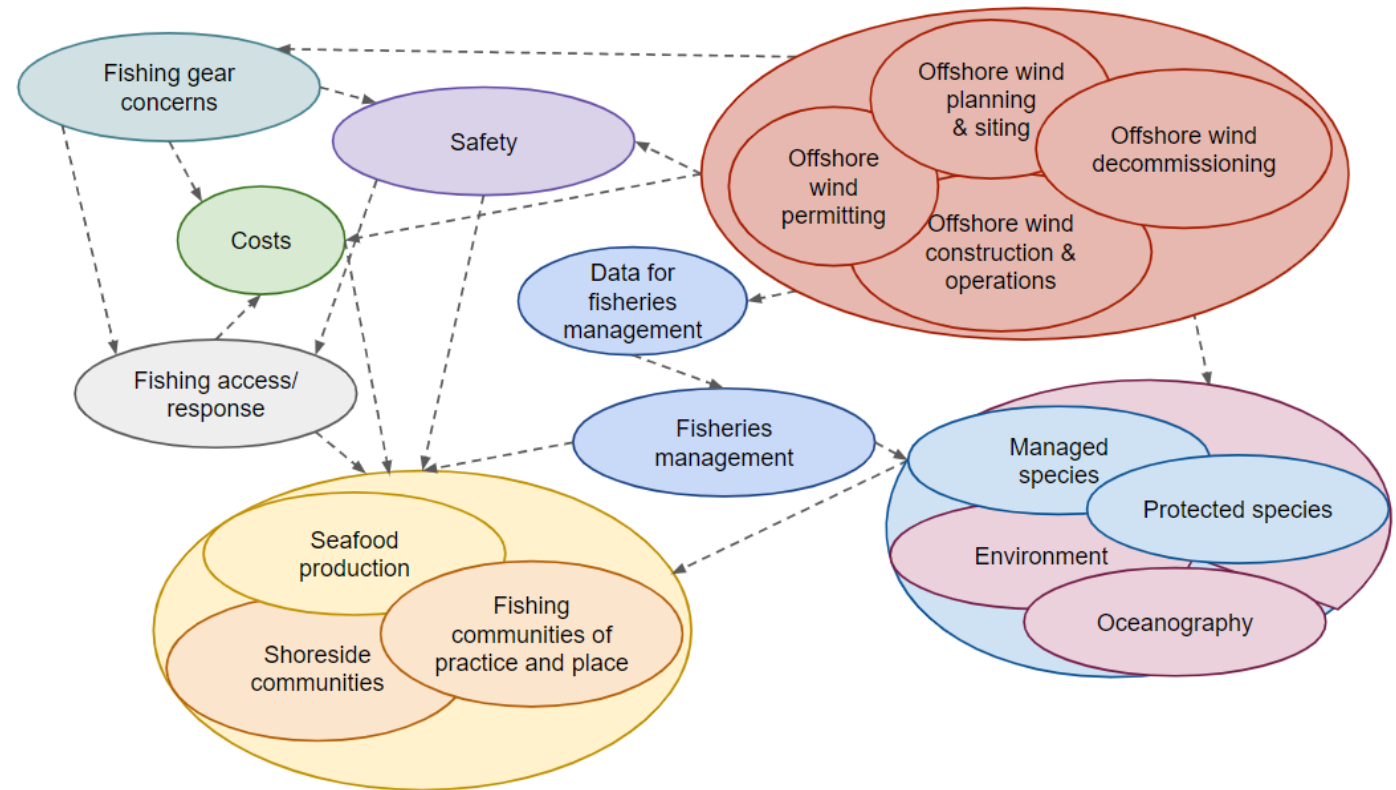 Fishing gear
concerns
Safety
Costs
Fishing access/
response
Offshore wind
planning
& siting
Offshore wind
decommissioning
Offshore
wind
permitting
Offshore wind
construction &
operations
Data for
fisheries
management
Fisheries
management
Managed
species
Protected species
Environment
Oceanography
Seafood
production
Fishing
communities of
practice and place
Shoreside
communities